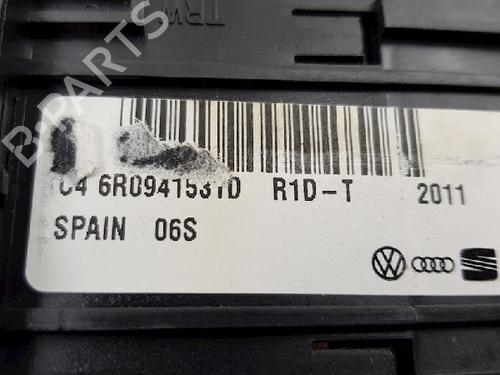 TRW
C4 6R0941531D R1D-T 2011
SPAIN 06S
B-PARTS